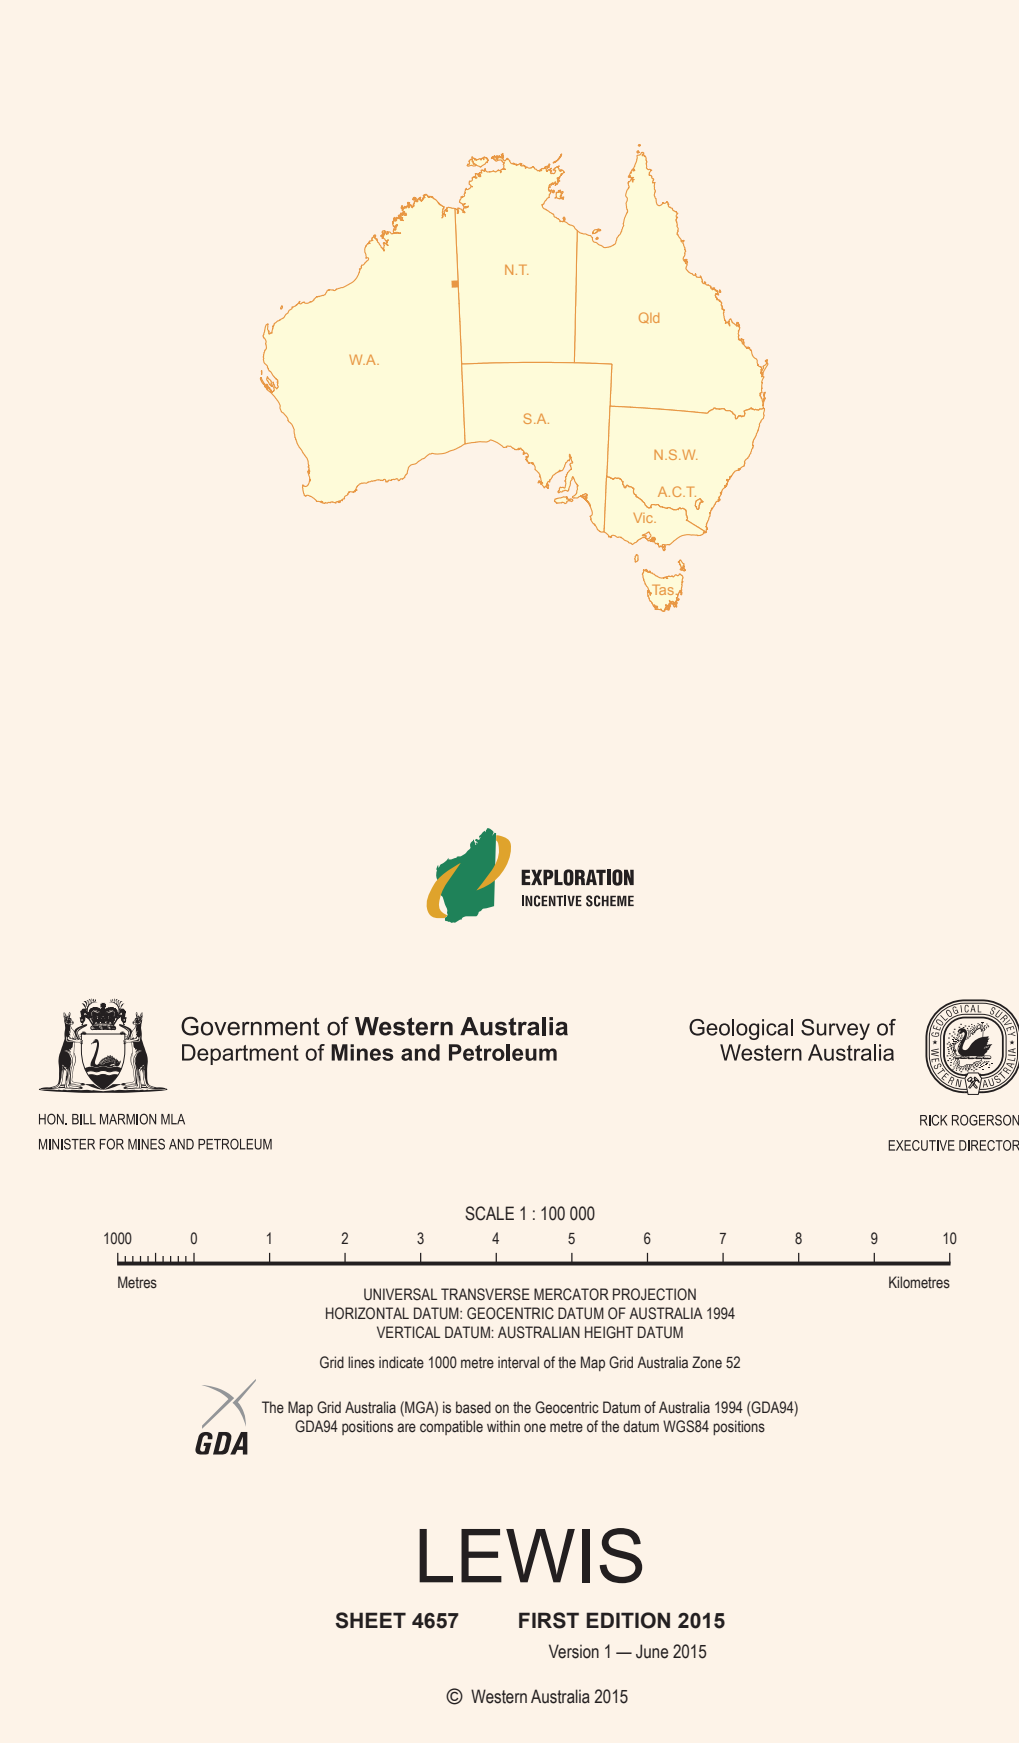 N.T.
Qld
W.A.
S.A.
N.S.W.
A.C.T.
Vic.
Tas.
EXPLORATION
INCENTIVE SCHEME
Government of Western Australia
Department of Mines and Petroleum
Geological Survey of
Western Australia
GEOLOGICAL SURVEY
WESTERN AUSTRALIA
HON. BILL MARMION MLA
MINISTER FOR MINES AND PETROLEUM
RICK ROGERSON
EXECUTIVE DIRECTOR
SCALE 1 : 100 000
1000 0 1 2 3 4 5 6 7 8 9 10
Metres Kilometres
UNIVERSAL TRANSVERSE MERCATOR PROJECTION
HORIZONTAL DATUM: GEOCENTRIC DATUM OF AUSTRALIA 1994
VERTICAL DATUM: AUSTRALIAN HEIGHT DATUM
Grid lines indicate 1000 metre interval of the Map Grid Australia Zone 52
The Map Grid Australia (MGA) is based on the Geocentric Datum of Australia 1994 (GDA94)
GDA94 positions are compatible within one metre of the datum WGS84 positions
GDA
LEWIS
SHEET 4657 FIRST EDITION 2015
Version 1 — June 2015
© Western Australia 2015